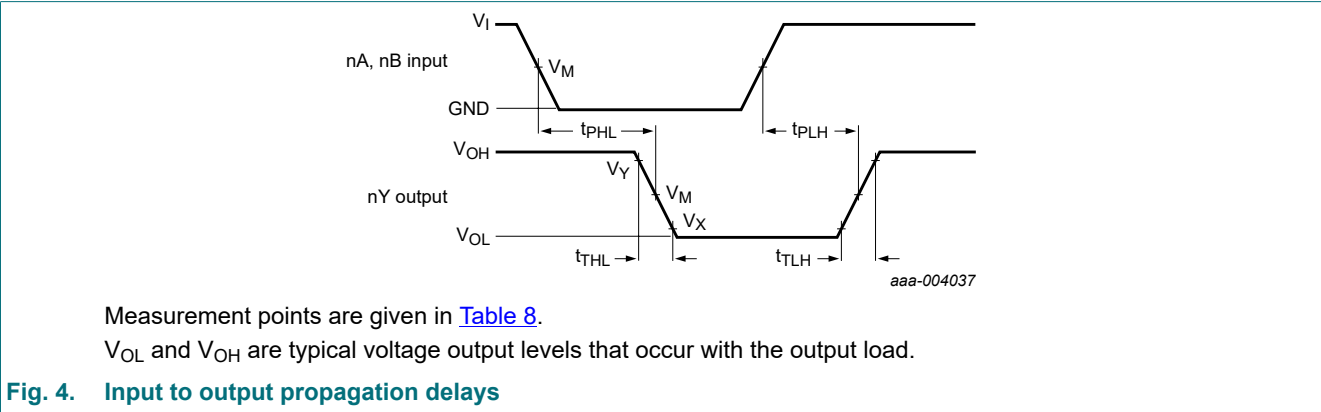 VI
nA, nB input
VM
GND
tPHL
tPLH
VOH
VY
nY output
VM
VX
VOL
tTHL
tTLH
aaa-004037
Measurement points are given in Table 8.
VOL and VOH are typical voltage output levels that occur with the output load.
Fig. 4. Input to output propagation delays